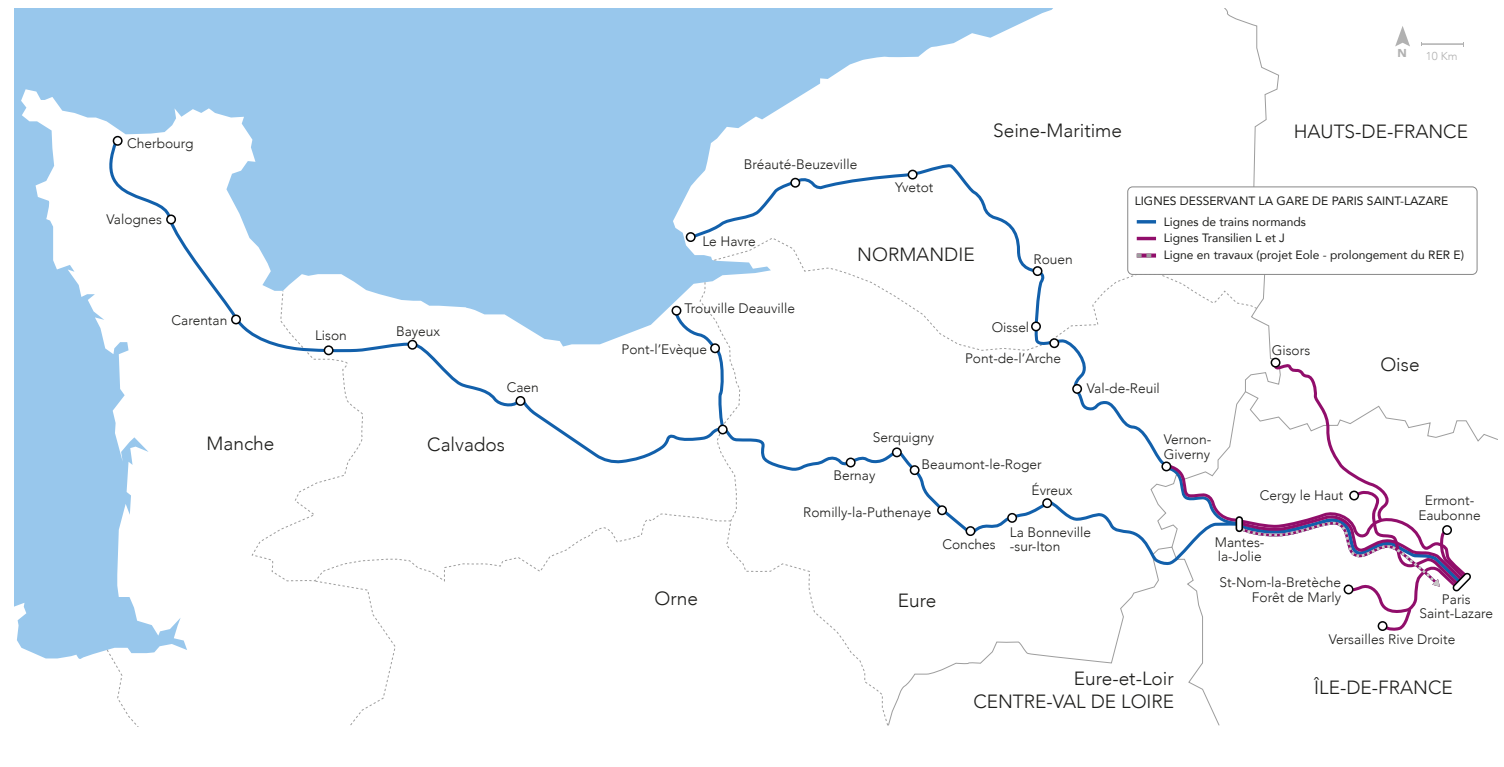 N
10 Km
Seine-Maritime
HAUTS-DE-FRANCE
Cherbourg
Bréauté-Beuzeville
Yvetot
LIGNES DESSERVANT LA GARE DE PARIS SAINT-LAZARE
Lignes de trains normands
Lignes Transilien L et J
Ligne en travaux (projet Eole - prolongement du RER E)
Valognes
Le Havre
NORMANDIE
Rouen
Carentan
Lison
Bayeux
Trouville Deauville
Pont-l'Evèque
Oissel
Pont-de-l'Arche
Gisors
Oise
Caen
Val-de-Reuil
Manche
Calvados
Serquigny
Vernon-
Giverny
Bernay
Beaumont-le-Roger
Évreux
Cergy le Haut
Ermont-
Eaubonne
Romilly-la-Puthenaye
Conches
La Bonneville
-sur-Iton
Mantes-
la-Jolie
St-Nom-la-Bretèche
Forêt de Marly
Paris
Saint-Lazare
Orne
Eure
Versailles Rive Droite
Eure-et-Loir
CENTRE-VAL DE LOIRE
ÎLE-DE-FRANCE